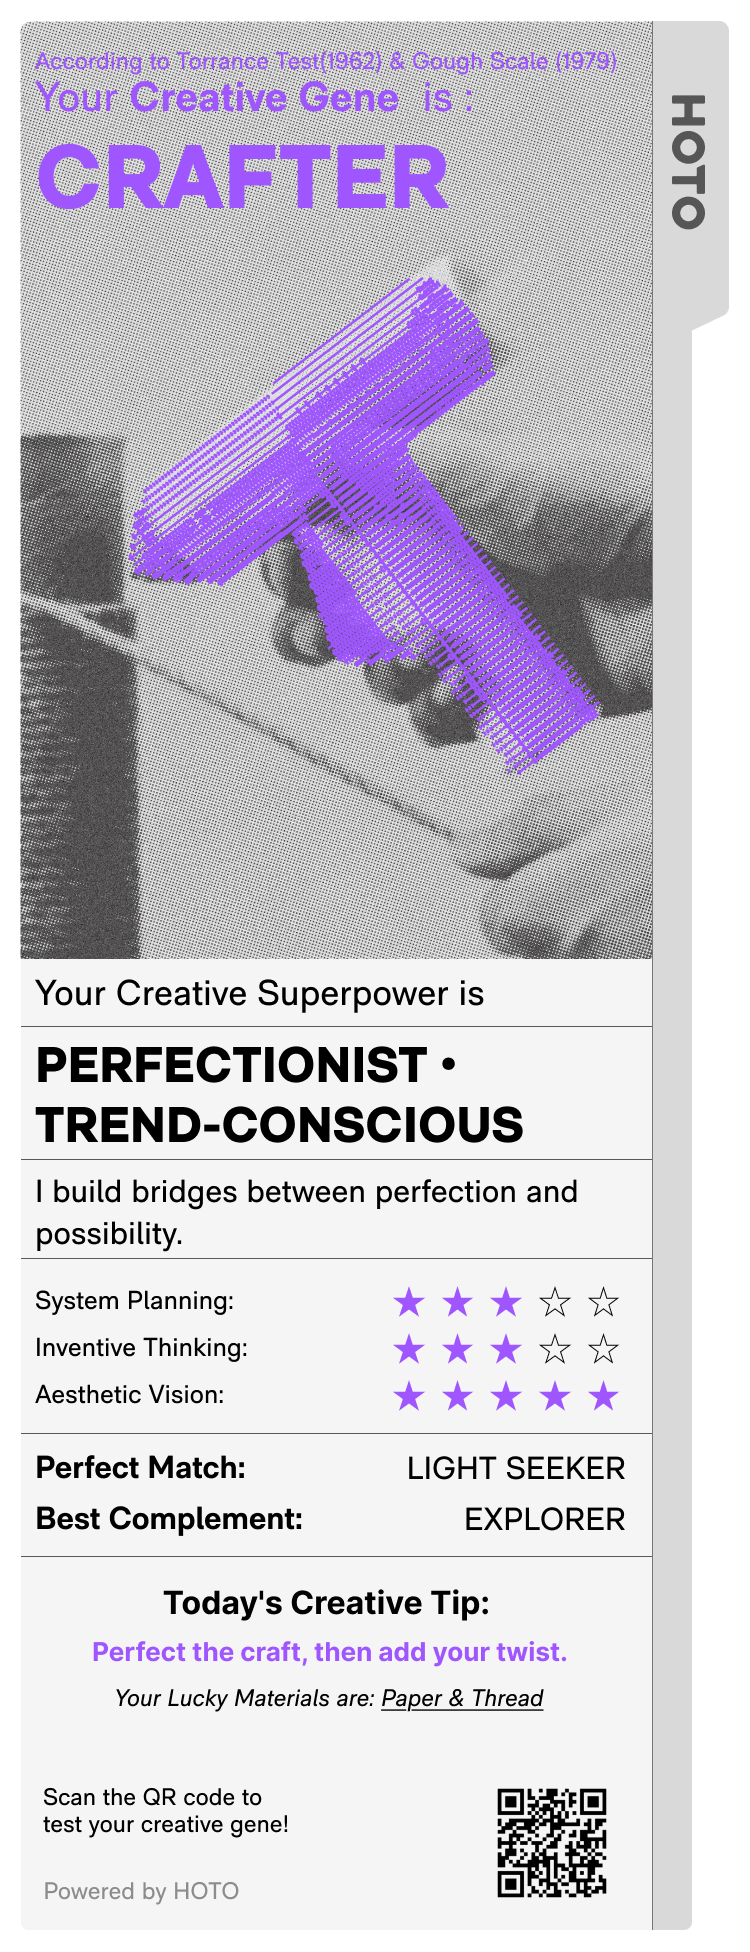 According to Torrance Test(1962) & Gough Scale (1979)
Your Creative Gene is :
CRAFTER
HOTO
Your Creative Superpower is
PERFECTIONIST •
TREND-CONSCIOUS
I build bridges between perfection and
possibility.
System Planning: ★ ★ ★ ☆ ☆
Inventive Thinking: ★ ★ ★ ☆ ☆
Aesthetic Vision: ★ ★ ★ ★ ★
Perfect Match: LIGHT SEEKER
Best Complement: EXPLORER
Today's Creative Tip:
Perfect the craft, then add your twist.
Your Lucky Materials are: Paper & Thread
Scan the QR code to
test your creative gene!
Powered by HOTO